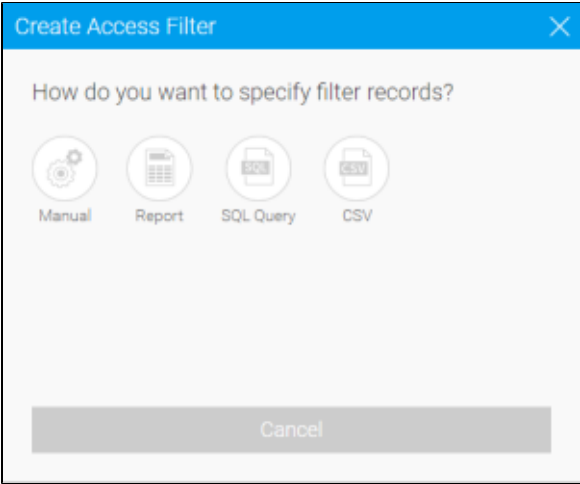 Create Access Filter
How do you want to specify filter records?
SQL CSV
Manual Report SQL Query CSV
Cancel